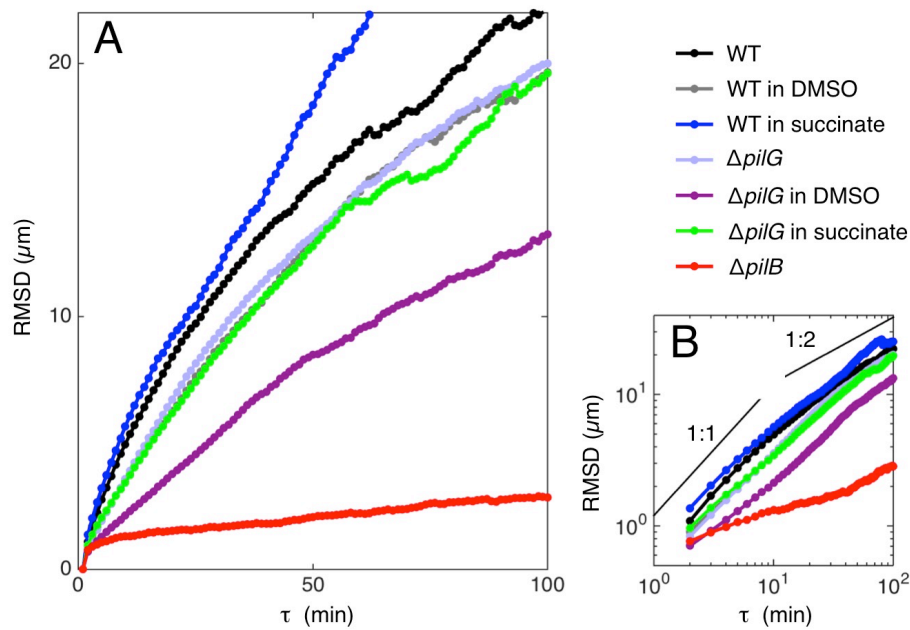 A
20
10
0
0
50
100
RMSD (µm)
τ (min)
WT
WT in DMSO
WT in succinate
ΔpilG
ΔpilG in DMSO
ΔpilG in succinate
ΔpilB
B
1:2
1:1
10¹
10⁰
10⁰
10¹
10²
RMSD (µm)
τ (min)